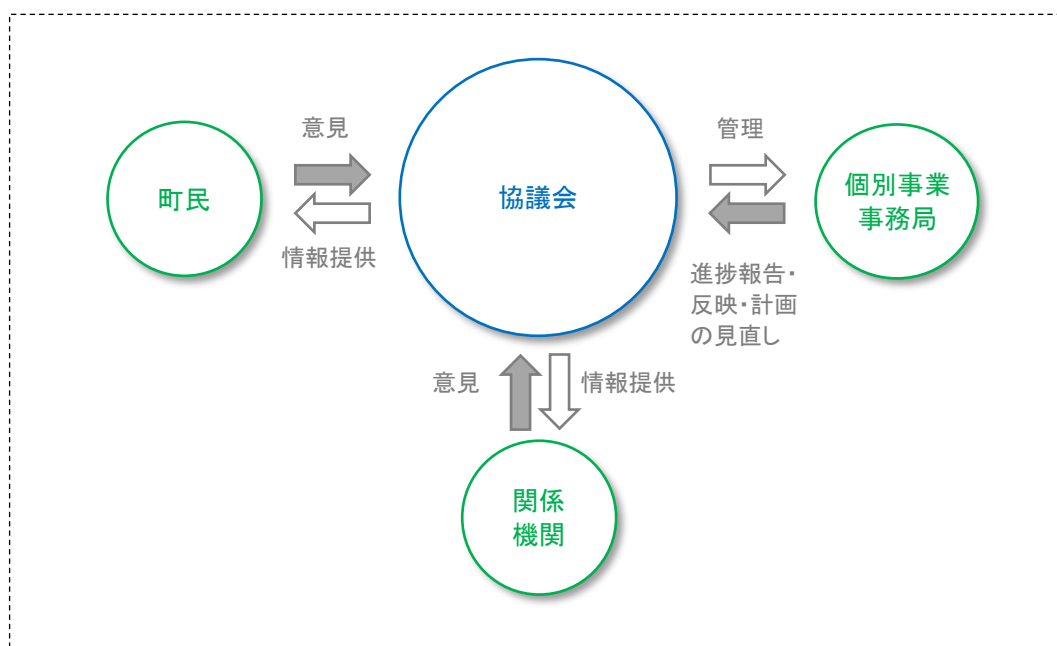 意見
管理
町民
協議会
個別事業
事務局
情報提供
進捗報告・
反映・計画
の見直し
意見
情報提供
関係
機関